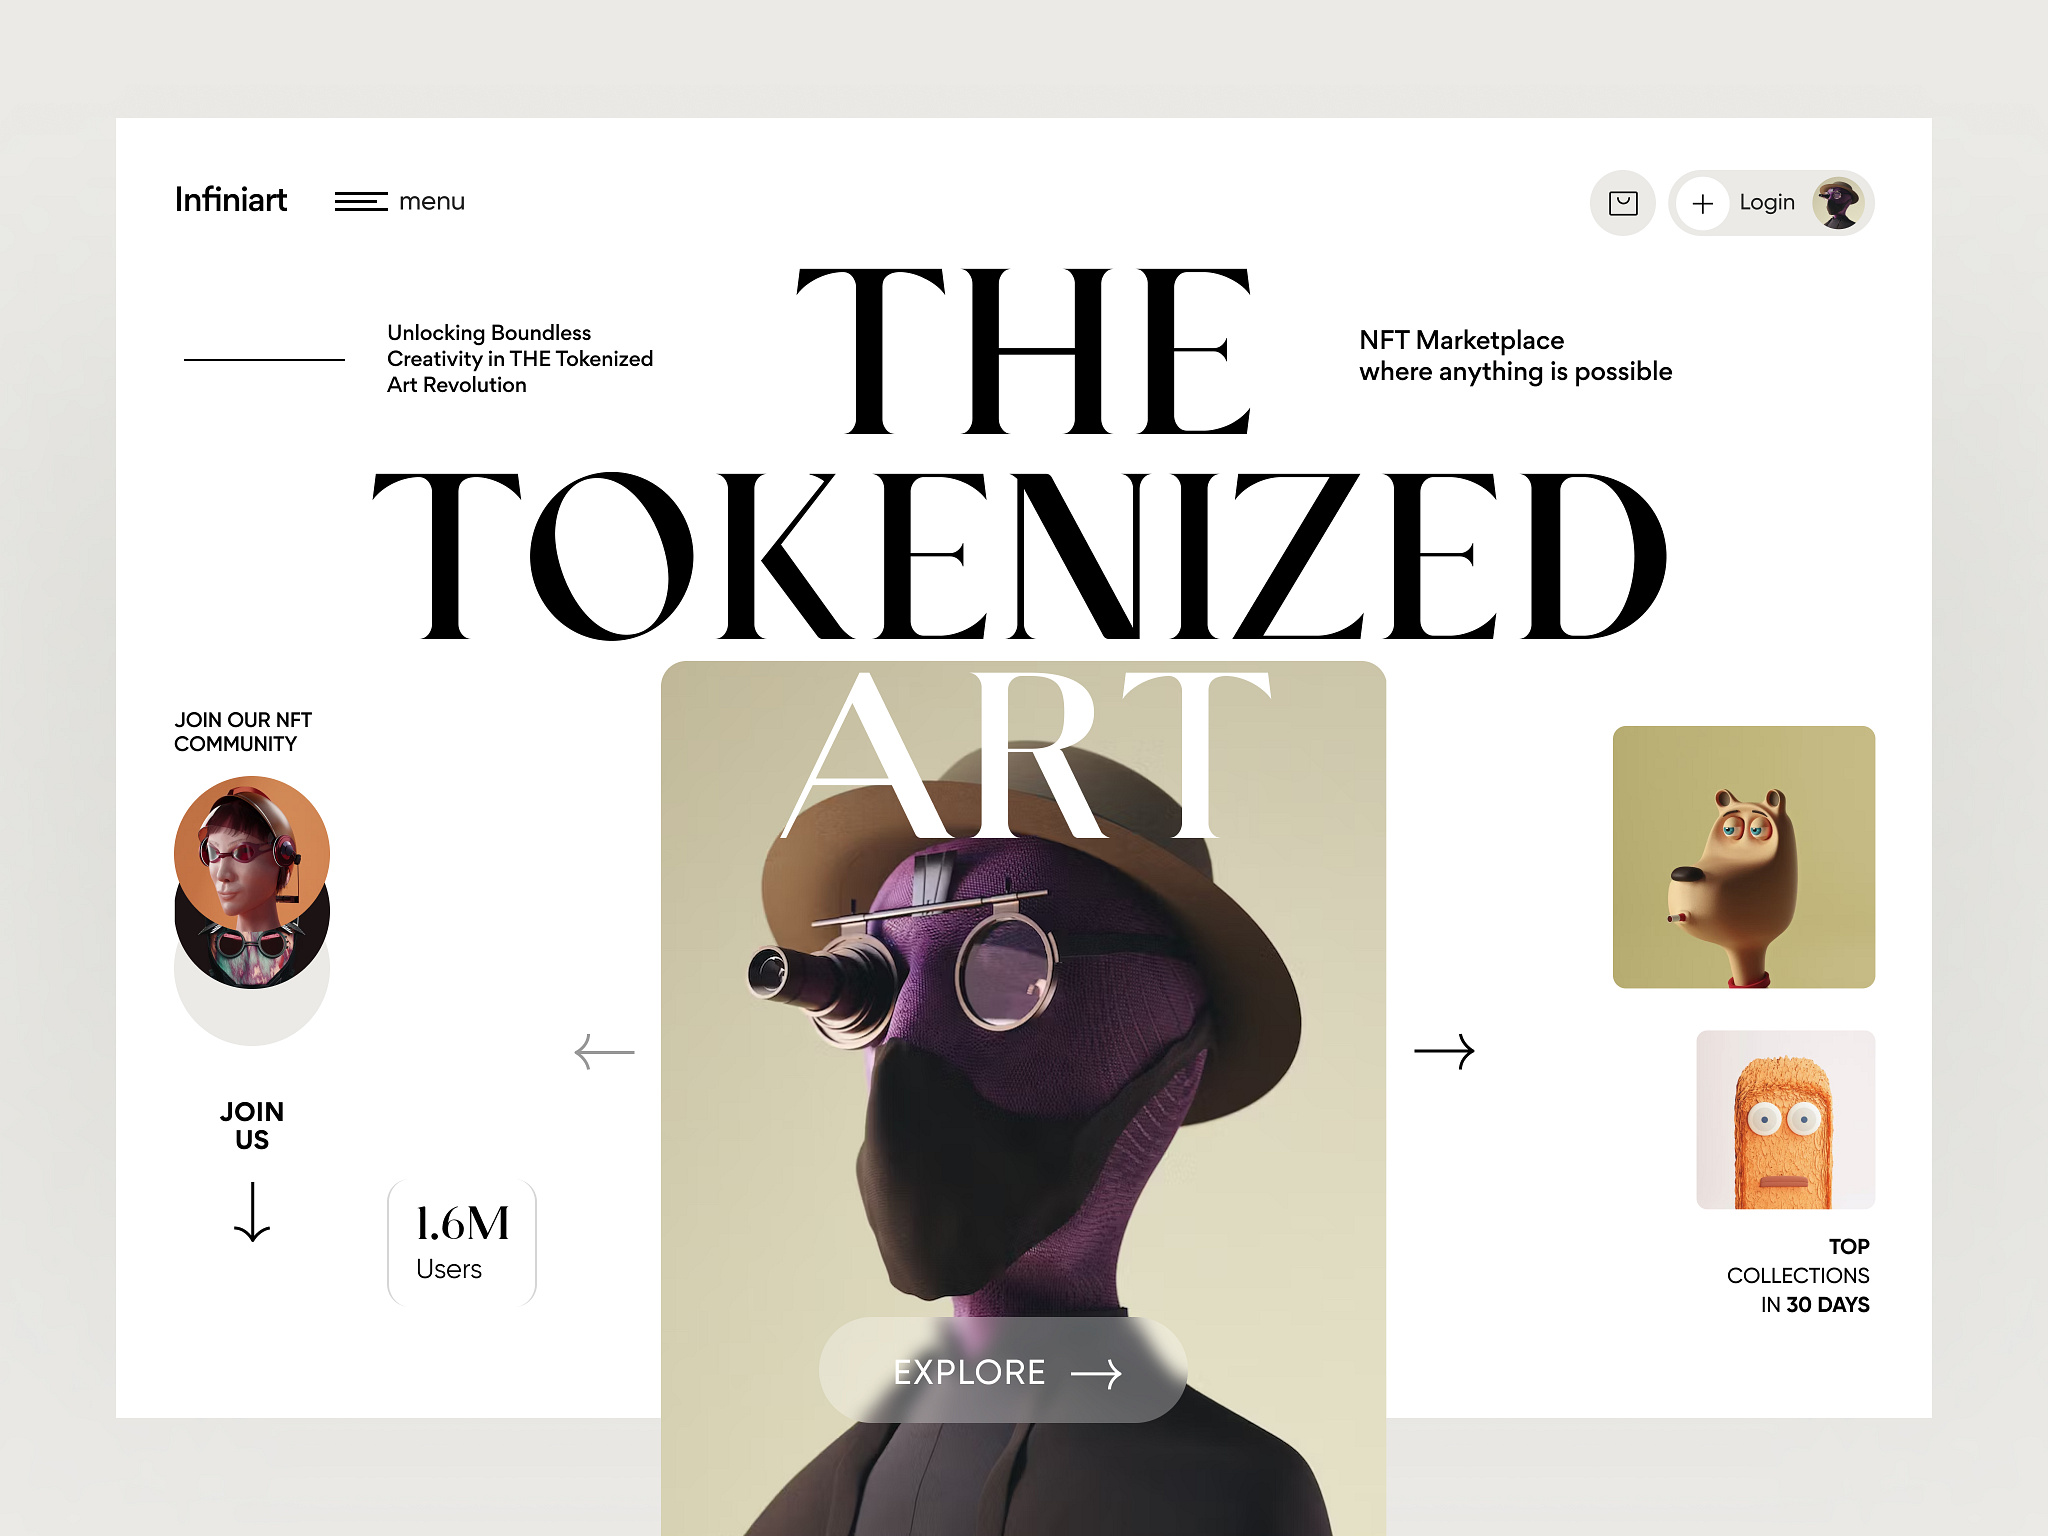 Infiniart
menu
Login
THE
Unlocking Boundless
Creativity in THE Tokenized
Art Revolution
NFT Marketplace
where anything is possible
TOKENIZED
ART
JOIN OUR NFT
COMMUNITY
JOIN
US
1.6M
Users
EXPLORE
TOP
COLLECTIONS
IN 30 DAYS